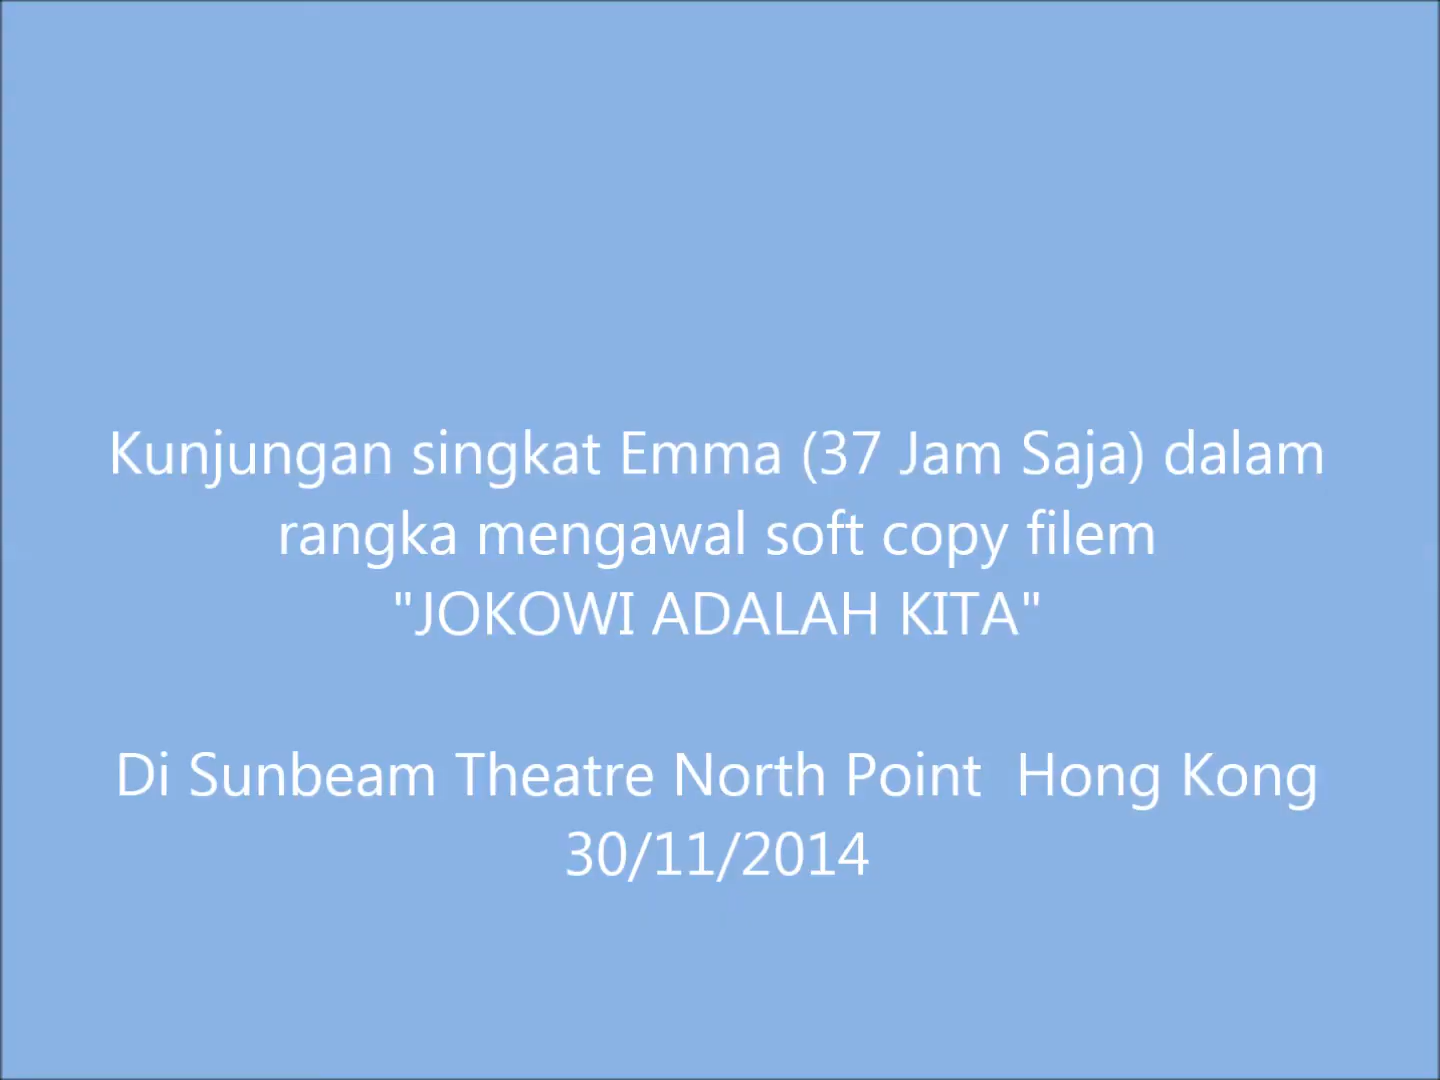 Kunjungan singkat Emma (37 Jam Saja) dalam
rangka mengawal soft copy filem
"JOKOWI ADALAH KITA"
Di Sunbeam Theatre North Point  Hong Kong
30/11/2014